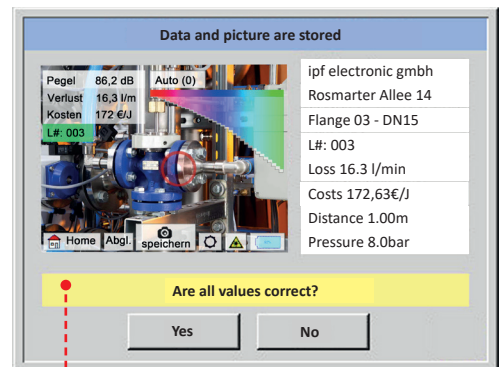 Data and picture are
stored
Pegel 86,2 dB Auto (0)
Verlust 16,3 l/m
Kosten 172 €/J
L#: 003
Home Abgl. speichern
ipf electronic gmbh
Rosmarter Allee 14
Flange 03 - DN15
L#: 003
Loss 16.3 l/min
Costs 172,63€/J
Distance 1.00m
Pressure 8.0bar
Are all values correct?
Yes No